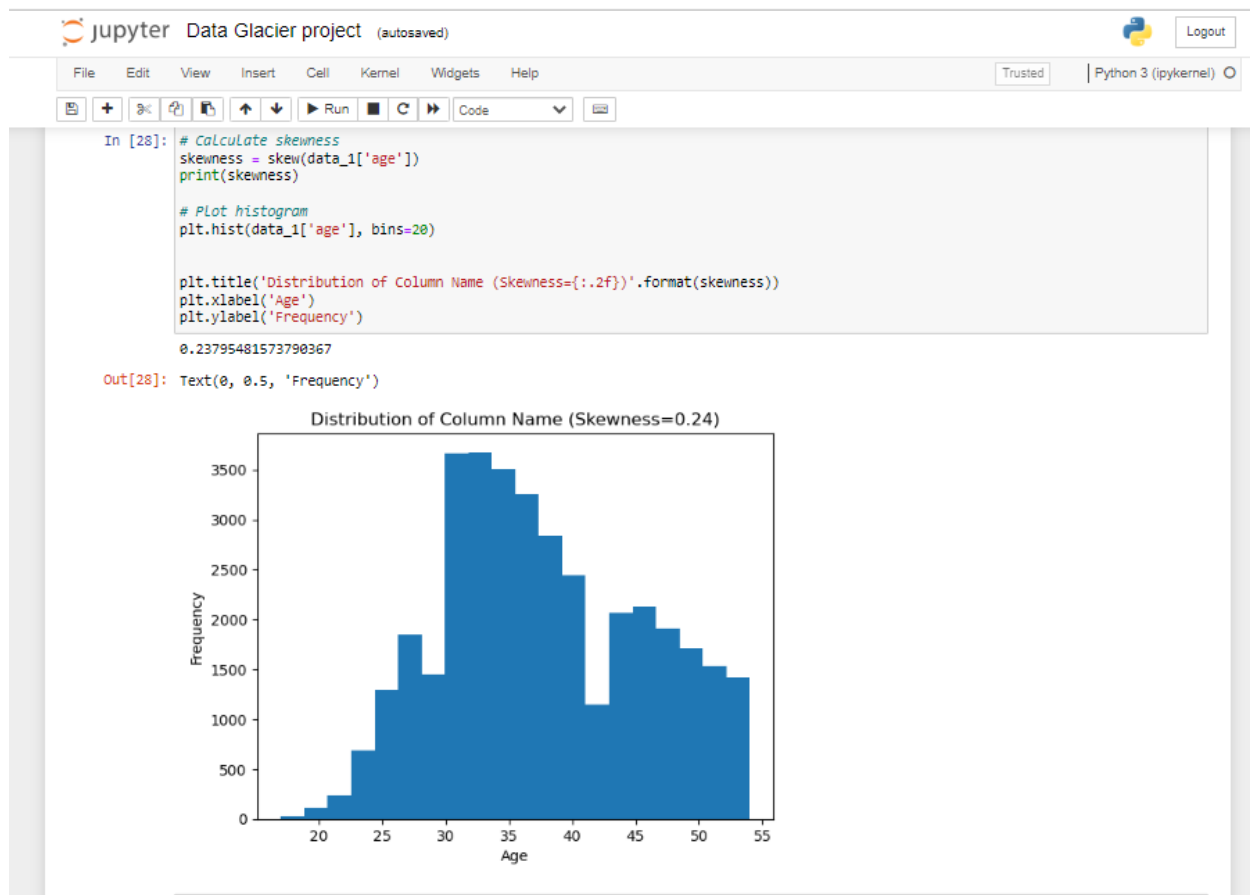 jupyter Data Glacier project (autosaved)
Logout
File Edit View Insert Cell Kernel Widgets Help
Trusted
Python 3 (ipykernel)
Run
Code
In [28]: # Calculate skewness
skewness = skew(data_1['age'])
print(skewness)
# Plot histogram
plt.hist(data_1['age'], bins=20)
plt.title('Distribution of Column Name (Skewness={:.2f})'.format(skewness))
plt.xlabel('Age')
plt.ylabel('Frequency')
0.23795481573790367
Out[28]: Text(0, 0.5, 'Frequency')
Distribution of Column Name (Skewness=0.24)
Frequency
3500
3000
2500
2000
1500
1000
500
0
20 25 30 35 40 45 50 55
Age